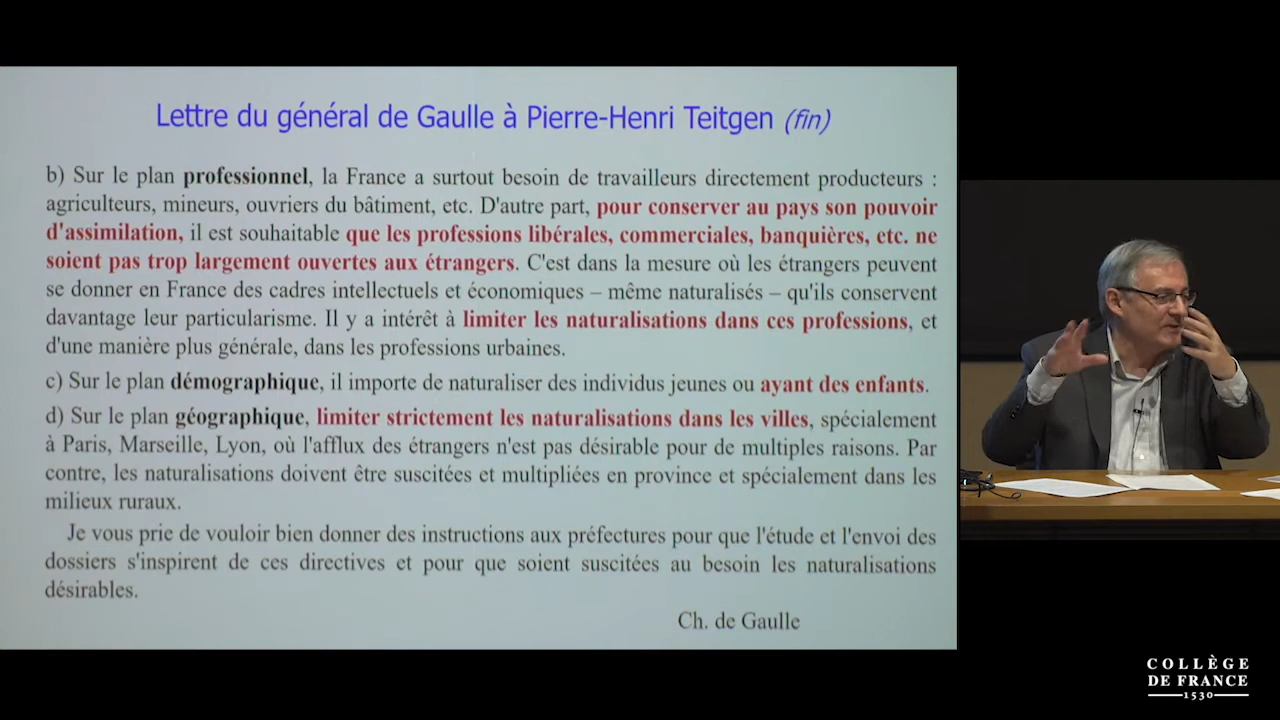 Lettre du général de Gaulle à Pierre-Henri Teitgen (fin)
b) Sur le plan professionnel, la France a surtout besoin de travailleurs directement producteurs :
agriculteurs, mineurs, ouvriers du bâtiment, etc. D'autre part, pour conserver au pays son pouvoir
d'assimilation, il est souhaitable que les professions libérales, commerciales, banquières, etc. ne
soient pas trop largement ouvertes aux étrangers. C'est dans la mesure où les étrangers peuvent
se donner en France des cadres intellectuels et économiques – même naturalisés – qu'ils conservent
davantage leur particularisme. Il y a intérêt à limiter les naturalisations dans ces professions, et
d'une manière plus générale, dans les professions urbaines.
c) Sur le plan démographique, il importe de naturaliser des individus jeunes ou ayant des enfants.
d) Sur le plan géographique, limiter strictement les naturalisations dans les villes, spécialement
à Paris, Marseille, Lyon, où l'afflux des étrangers n'est pas désirable pour de multiples raisons. Par
contre, les naturalisations doivent être suscitées et multipliées en province et spécialement dans les
milieux ruraux.
Je vous prie de vouloir bien donner des instructions aux préfectures pour que l'étude et l'envoi des
dossiers s'inspirent de ces directives et pour que soient suscitées au besoin les naturalisations
désirables.
Ch. de Gaulle
COLLÈGE
DE FRANCE
1530